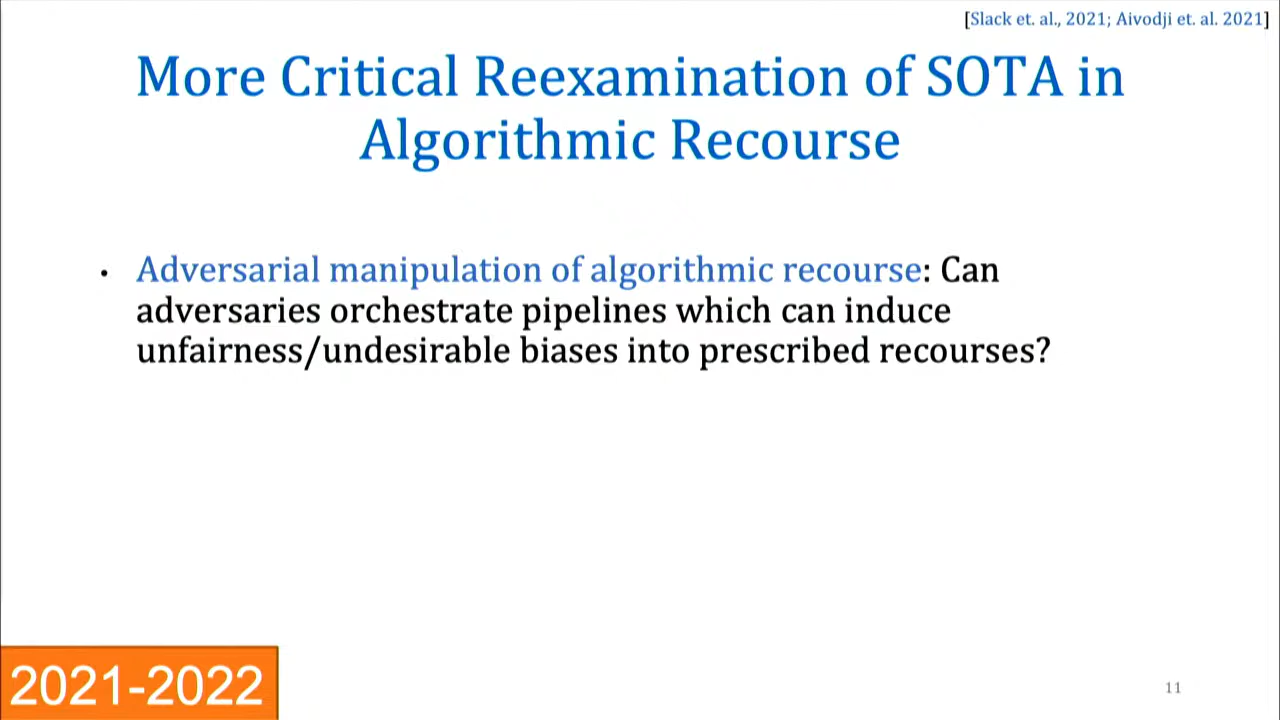 [Slack et. al., 2021; Aivodji et. al. 2021]
More Critical Reexamination of SOTA in
Algorithmic Recourse
• Adversarial manipulation of algorithmic recourse: Can
adversaries orchestrate pipelines which can induce
unfairness/undesirable biases into prescribed recourses?
2021-2022
11